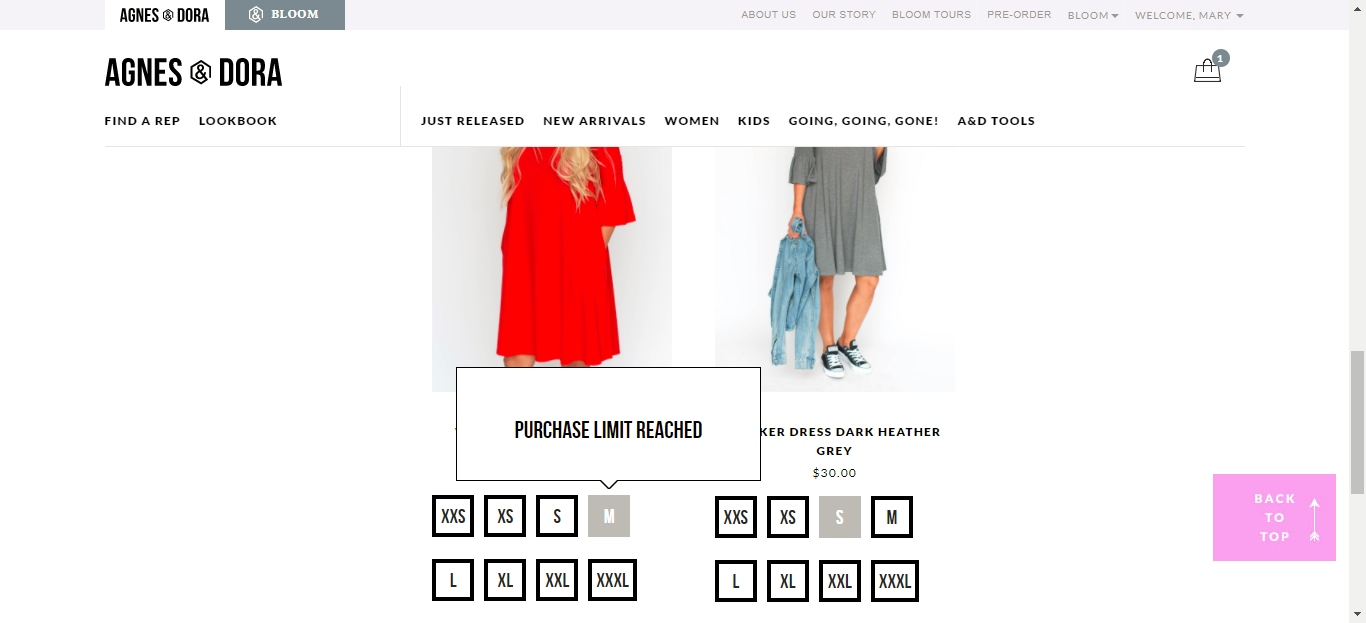 AGNES & DORA
BLOOM
ABOUT US OUR STORY BLOOM TOURS PRE-ORDER BLOOM WELCOME, MARY
AGNES & DORA
1
FIND A REP LOOKBOOK
JUST RELEASED NEW ARRIVALS WOMEN KIDS GOING, GOING, GONE! A&D TOOLS
PURCHASE LIMIT REACHED
KER DRESS DARK HEATHER
GREY
$30.00
XXS XS S M
L XL XXL XXXL
XXS XS S M
L XL XXL XXXL
BACK
TO
TOP